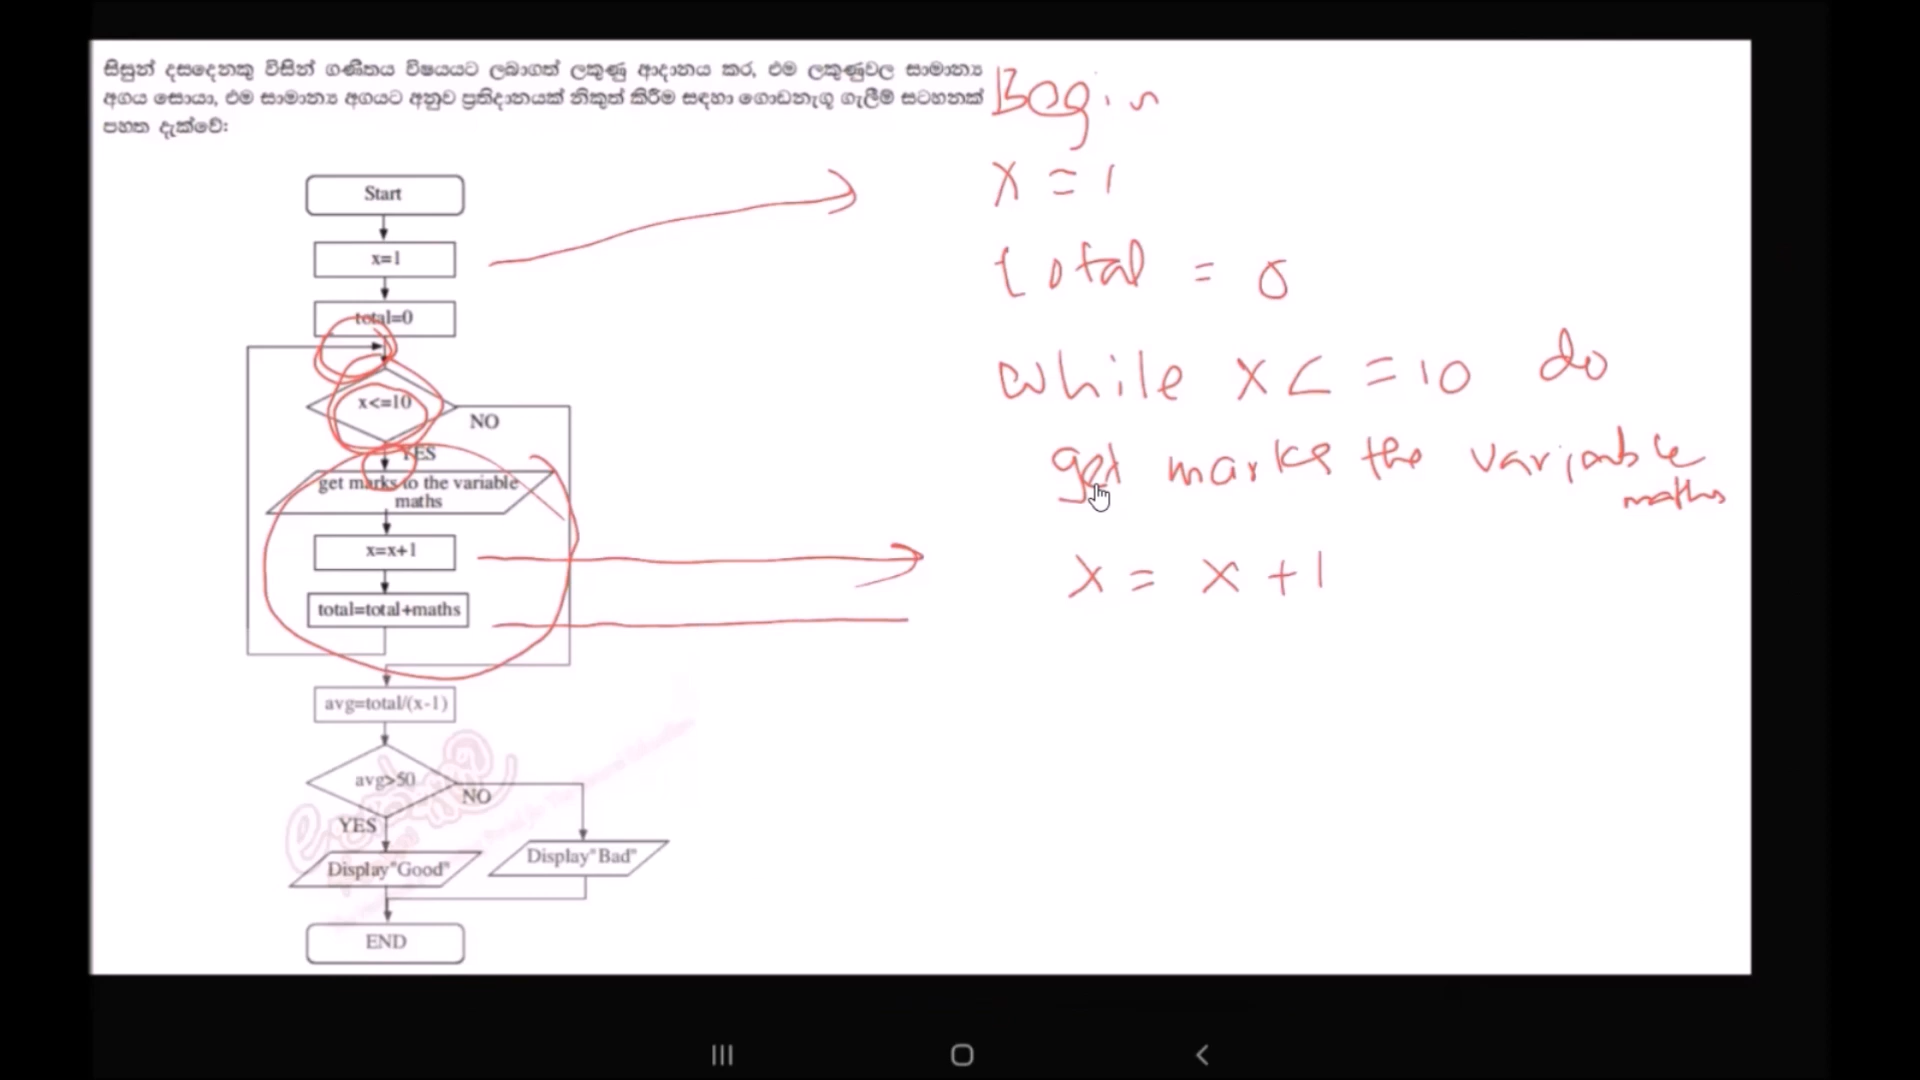 සිසුන් දසදෙනකු විසින් ගණිතය විෂයයට ලබාගත් ලකුණු ආදානය කර, එම ලකුණුවල සාමාන්‍ය
අගය සොයා, එම සාමාන්‍ය අගයට අනුව ප්‍රතිදානයක් නිකුත් කිරීම සඳහා ගොඩනැගූ ගැලීම් සටහනක්
පහත දැක්වේ:
Start
x=1
total=0
x<=10
NO
YES
get marks to the variable
maths
x=x+1
total=total+maths
avg=total/(x-1)
avg>50
NO
YES
Display"Good"
Display"Bad"
END
Begin
x = 1
total = 0
while x < = 10 do
get marks the variable
maths
x = x + 1